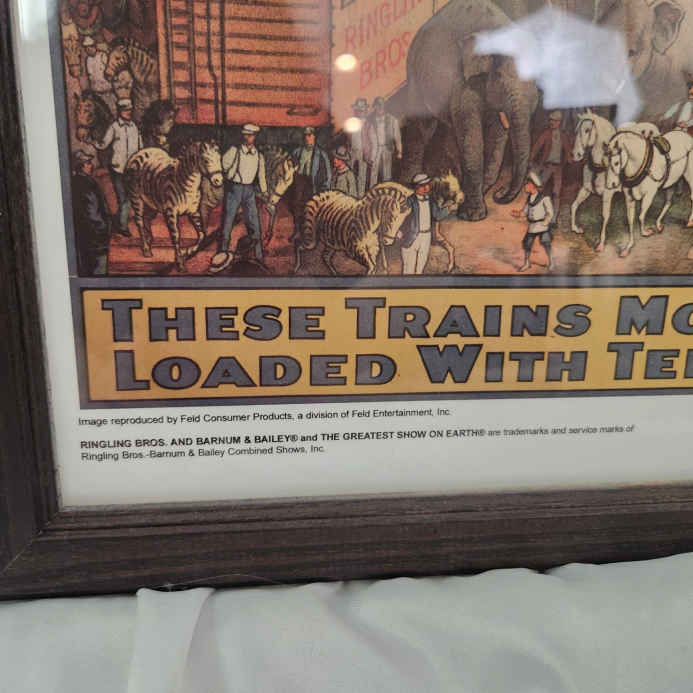 RINGLING
BROS.
THESE TRAINS
LOADED WITH
Image reproduced by Feld Consumer Products, a division of Feld Entertainment, Inc.
RINGLING BROS. AND BARNUM & BAILEY® and THE GREATEST SHOW ON EARTH® are trademarks and service marks of
Ringling Bros.-Barnum & Bailey Combined Shows, Inc.